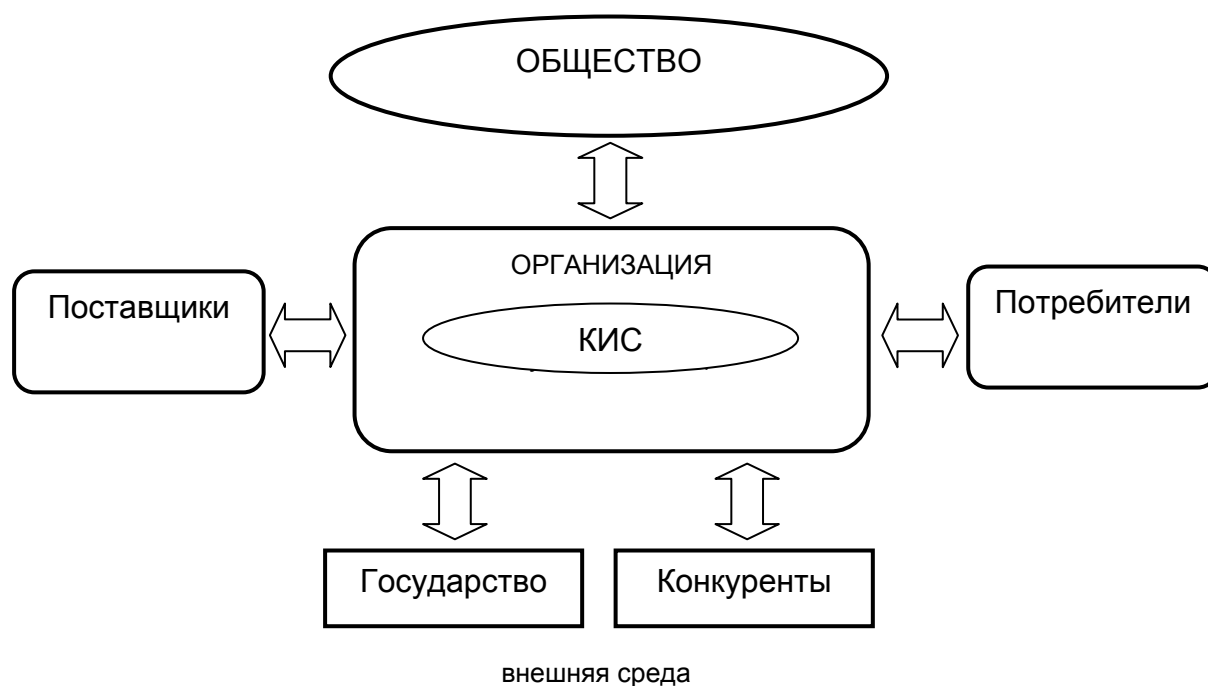 ОБЩЕСТВО
ОРГАНИЗАЦИЯ
Поставщики
КИС
Потребители
Государство
Конкуренты
внешняя среда